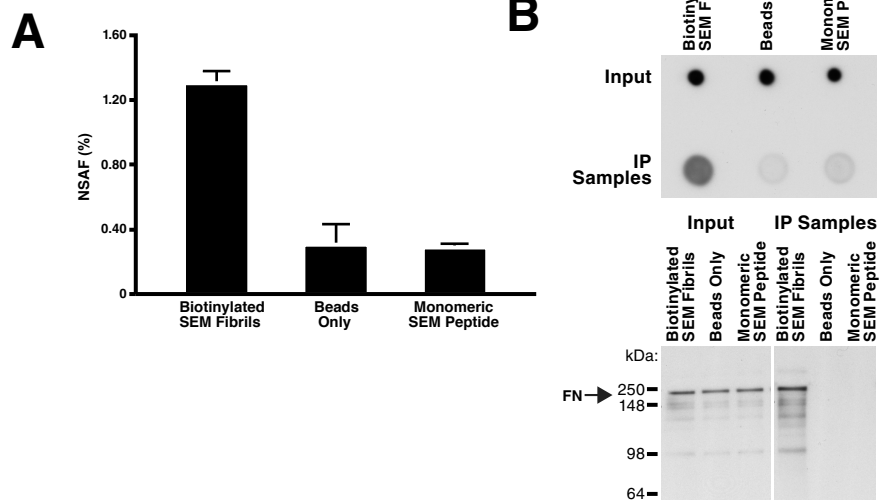 A
1.60
1.20
0.80
0.40
0
NSAF (%)
Biotinylated
SEM Fibrils
Beads
Only
Monomeric
SEM Peptide
B
SEM
Beads
Input
IP
Samples
Input
IP Samples
Biotinylated
SEM Fibrils
Beads Only
Monomeric
SEM Peptide
Biotinylated
SEM Fibrils
Beads Only
Monomeric
SEM Peptide
kDa:
FN
250
148
98
64